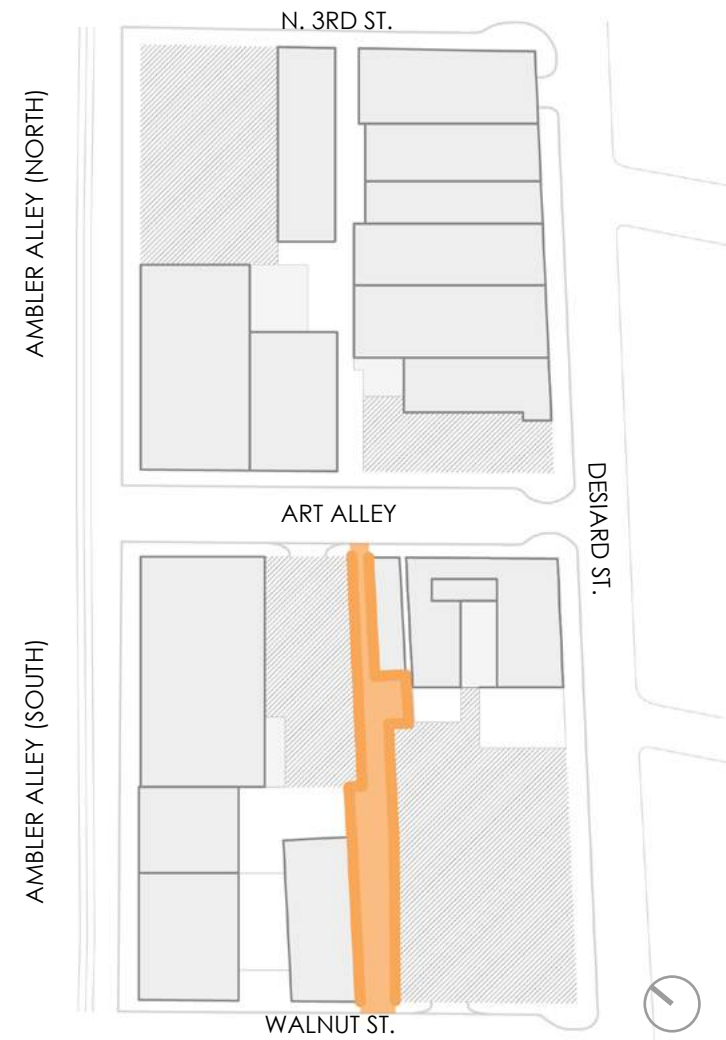 N. 3RD ST.
AMBLER ALLEY (NORTH)
ART ALLEY
DESIARD ST.
AMBLER ALLEY (SOUTH)
WALNUT ST.